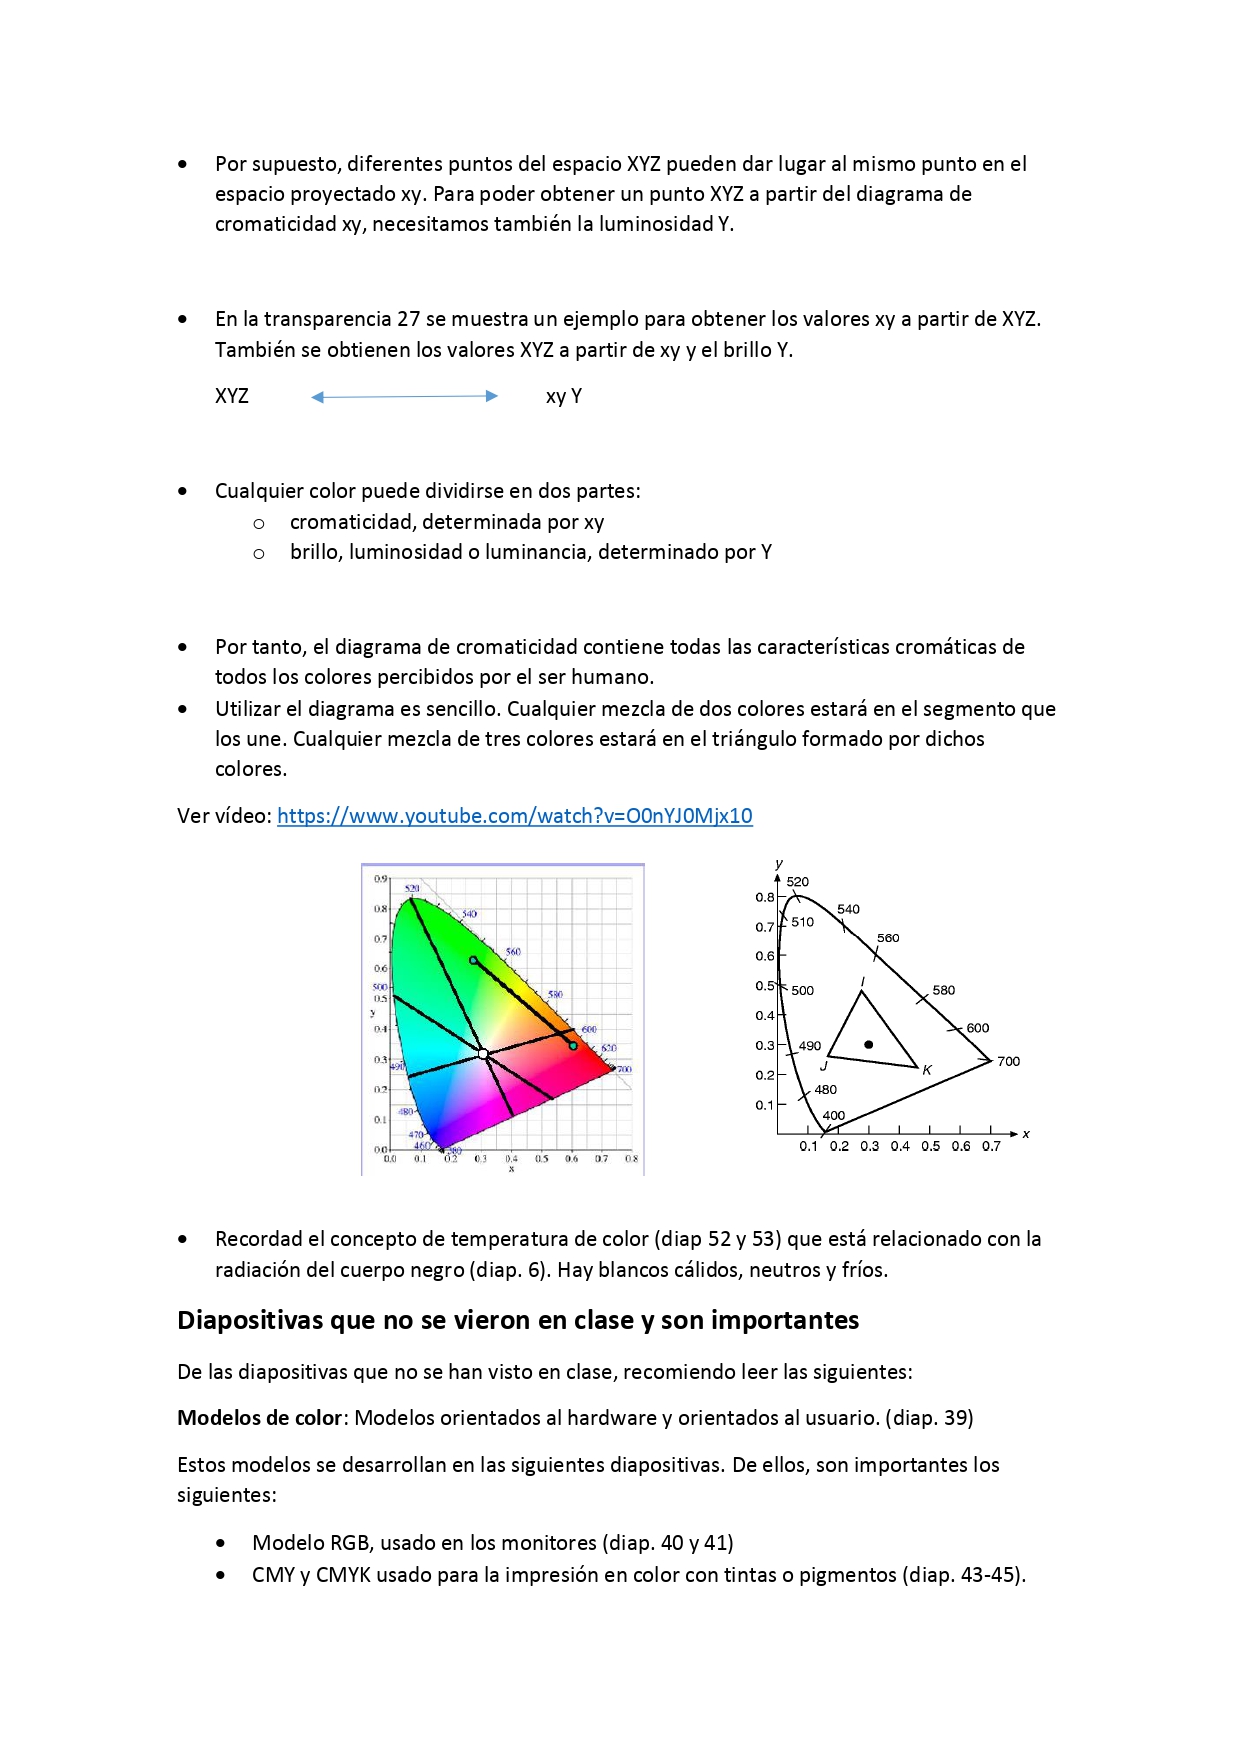 • Por supuesto, diferentes puntos del espacio XYZ pueden dar lugar al mismo punto en el
espacio proyectado xy. Para poder obtener un punto XYZ a partir del diagrama de
cromaticidad xy, necesitamos también la luminosidad Y.
• En la transparencia 27 se muestra un ejemplo para obtener los valores xy a partir de XYZ.
También se obtienen los valores XYZ a partir de xy y el brillo Y.
XYZ xy Y
• Cualquier color puede dividirse en dos partes:
o cromaticidad, determinada por xy
o brillo, luminosidad o luminancia, determinado por Y
• Por tanto, el diagrama de cromaticidad contiene todas las características cromáticas de
todos los colores percibidos por el ser humano.
• Utilizar el diagrama es sencillo. Cualquier mezcla de dos colores estará en el segmento que
los une. Cualquier mezcla de tres colores estará en el triángulo formado por dichos
colores.
Ver vídeo: https://www.youtube.com/watch?v=O0nYJ0Mjx10
0.9
520
0.8
540
0.7
560
0.6
500
580
0.5
y
0.4
600
620
0.3
490
700
0.2
480
0.1
470
460
0.0
380
0.0 0.1 0.2 0.3 0.4 0.5 0.6 0.7 0.8
x
y
520
0.8
540
510
0.7
560
0.6
I
0.5
500
580
0.4
600
0.3
490
700
J
K
0.2
480
0.1
400
x
0.1 0.2 0.3 0.4 0.5 0.6 0.7
• Recordad el concepto de temperatura de color (diap 52 y 53) que está relacionado con la
radiación del cuerpo negro (diap. 6). Hay blancos cálidos, neutros y fríos.
Diapositivas que no se vieron en clase y son importantes
De las diapositivas que no se han visto en clase, recomiendo leer las siguientes:
Modelos de color: Modelos orientados al hardware y orientados al usuario. (diap. 39)
Estos modelos se desarrollan en las siguientes diapositivas. De ellos, son importantes los
siguientes:
• Modelo RGB, usado en los monitores (diap. 40 y 41)
• CMY y CMYK usado para la impresión en color con tintas o pigmentos (diap. 43-45).